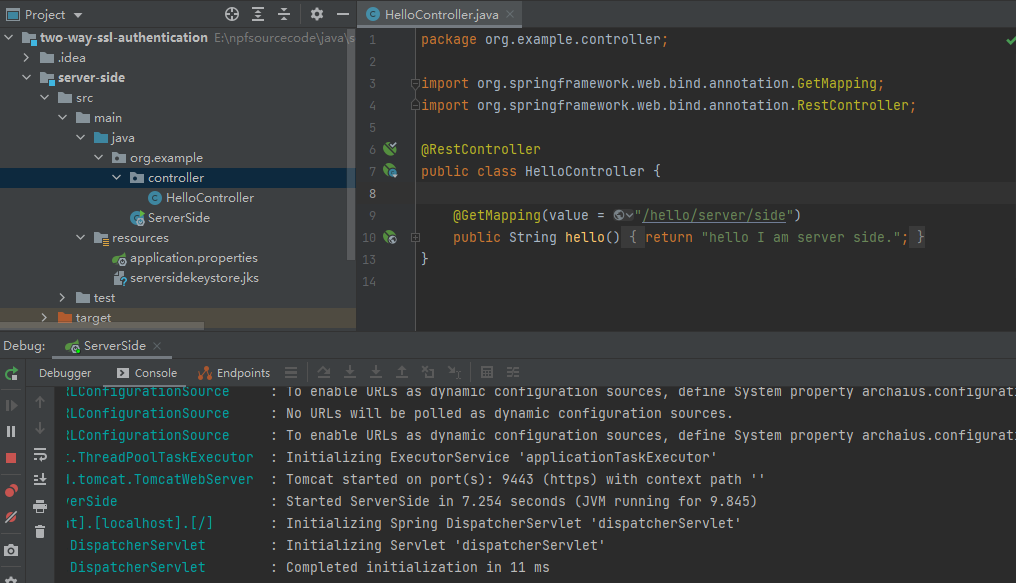 Project
two-way-ssl-authentication E:\npfsourcecode\java\s
.idea
server-side
src
main
java
org.example
controller
HelloController
ServerSide
resources
application.properties
serversidekeystore.jks
test
target
HelloController.java
1 package org.example.controller;
2
3 import org.springframework.web.bind.annotation.GetMapping;
4 import org.springframework.web.bind.annotation.RestController;
5
6 @RestController
7 public class HelloController {
8
9 @GetMapping(value = "/hello/server/side")
10 public String hello() { return "hello I am server side."; }
13 }
14
Debug: ServerSide
Debugger Console Endpoints
RLConfigurationSource : To enable URLs as dynamic configuration sources, define System property archaius.configurati
RLConfigurationSource : No URLs will be polled as dynamic configuration sources.
RLConfigurationSource : To enable URLs as dynamic configuration sources, define System property archaius.configurati
t.ThreadPoolTaskExecutor : Initializing ExecutorService 'applicationTaskExecutor'
.tomcat.TomcatWebServer : Tomcat started on port(s): 9443 (https) with context path ''
verSide : Started ServerSide in 7.254 seconds (JVM running for 9.845)
at].[localhost].[/] : Initializing Spring DispatcherServlet 'dispatcherServlet'
DispatcherServlet : Initializing Servlet 'dispatcherServlet'
DispatcherServlet : Completed initialization in 11 ms